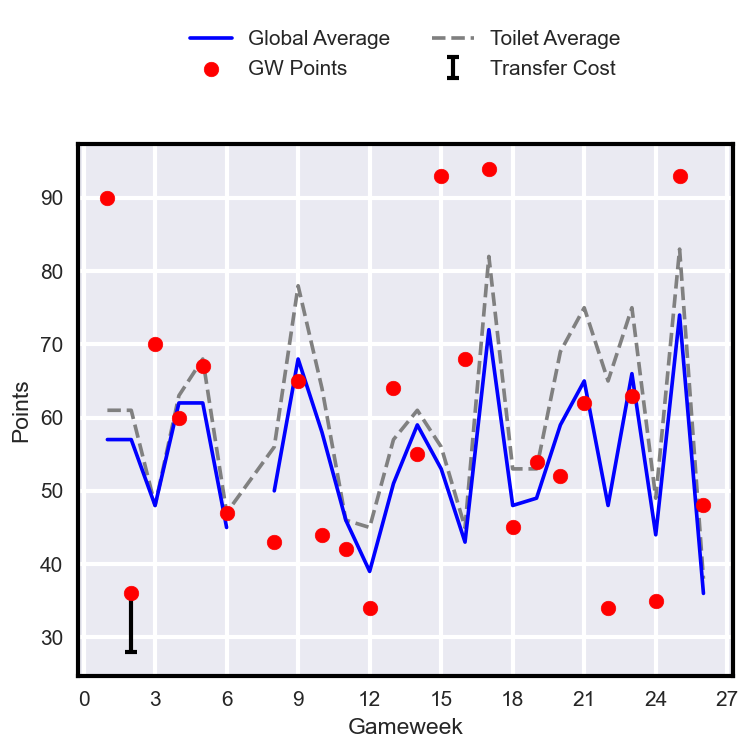 Global Average
Toilet Average
GW Points
Transfer Cost
90
80
70
60
50
40
30
Points
0 3 6 9 12 15 18 21 24 27
Gameweek